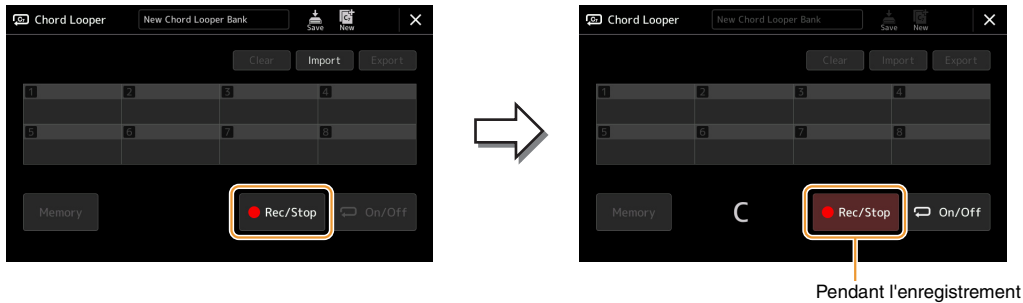 Chord Looper New Chord Looper Bank Save New
Clear Import Export
1 2 3 4
5 6 7 8
Memory Rec/Stop On/Off
Chord Looper New Chord Looper Bank Save New
Clear Import Export
1 2 3 4
5 6 7 8
Memory C Rec/Stop On/Off
Pendant l'enregistrement